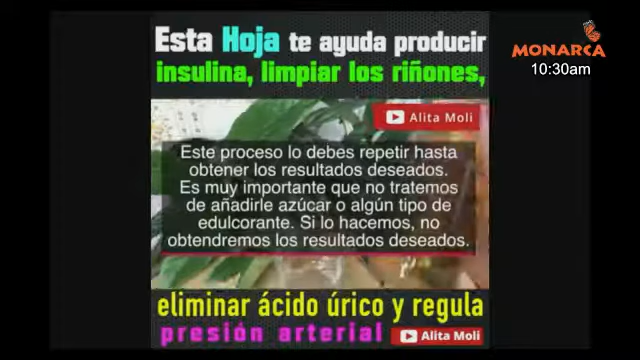 Esta Hoja te ayuda producir
insulina, limpiar los riñones,
MONARCA
10:30am
Alita Moli
Este proceso lo debes repetir hasta
obtener los resultados deseados.
Es muy importante que no tratemos
de añadirle azúcar o algún tipo de
edulcorante. Si lo hacemos, no
obtendremos los resultados deseados.
eliminar ácido úrico y regula
presión arterial
Alita Moli